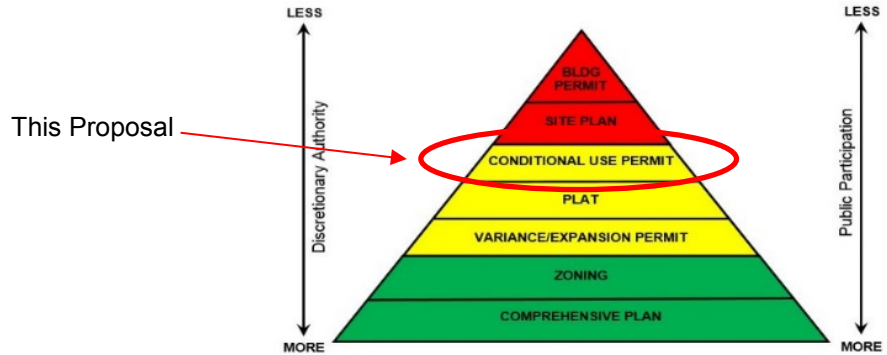 LESS
LESS
BLDG
PERMIT
This Proposal
SITE PLAN
CONDITIONAL USE PERMIT
Discretionary Authority
Public Participation
PLAT
VARIANCE/EXPANSION PERMIT
ZONING
COMPREHENSIVE PLAN
MORE
MORE